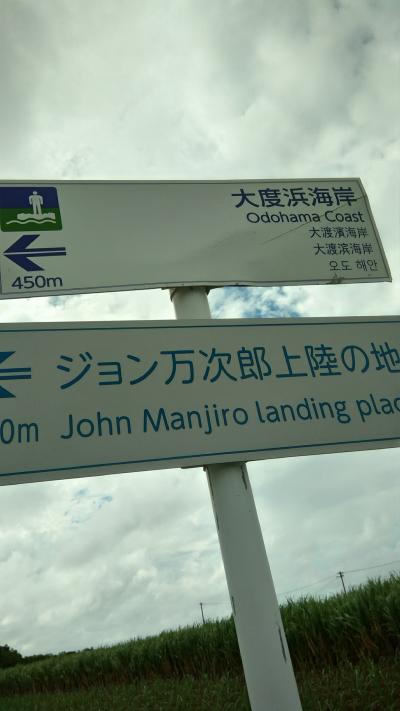 大度浜海岸
Odohama Coast
大渡濱海岸
大渡滨海岸
오도 해안
450m
ジョン万次郎上陸の地
0m John Manjiro landing plac